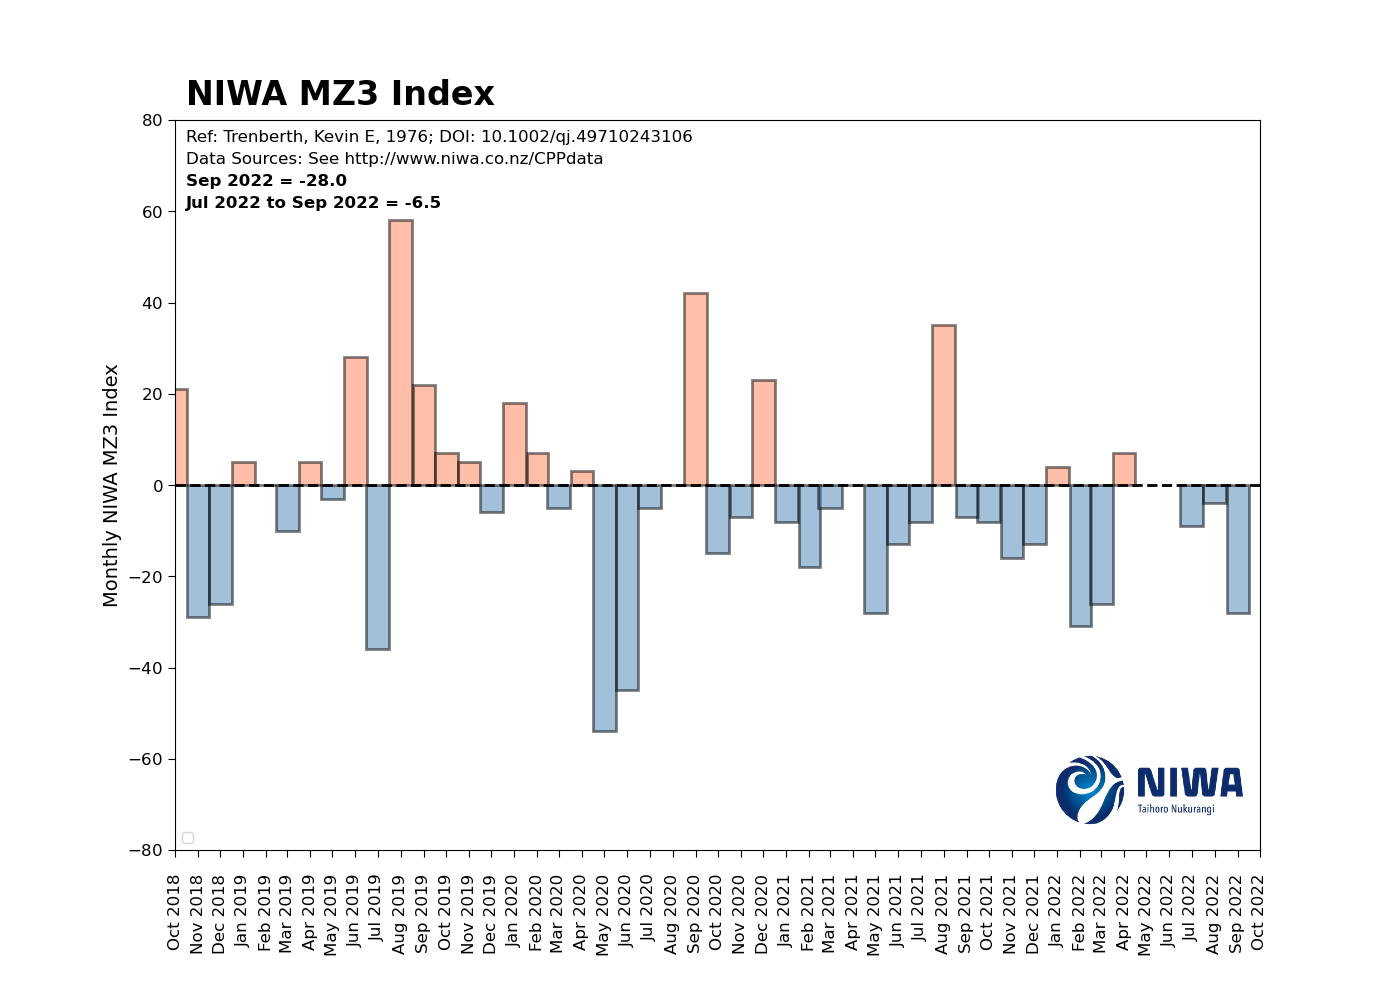 NIWA MZ3 Index
Ref: Trenberth, Kevin E, 1976; DOI: 10.1002/qj.49710243106
Data Sources: See http://www.niwa.co.nz/CPPdata
Sep 2022 = -28.0
Jul 2022 to Sep 2022 = -6.5
Monthly NIWA MZ3 Index
80
60
40
20
0
−20
−40
−60
−80
NIWA
Taihoro Nukurangi
Oct 2018
Nov 2018
Dec 2018
Jan 2019
Feb 2019
Mar 2019
Apr 2019
May 2019
Jun 2019
Jul 2019
Aug 2019
Sep 2019
Oct 2019
Nov 2019
Dec 2019
Jan 2020
Feb 2020
Mar 2020
Apr 2020
May 2020
Jun 2020
Jul 2020
Aug 2020
Sep 2020
Oct 2020
Nov 2020
Dec 2020
Jan 2021
Feb 2021
Mar 2021
Apr 2021
May 2021
Jun 2021
Jul 2021
Aug 2021
Sep 2021
Oct 2021
Nov 2021
Dec 2021
Jan 2022
Feb 2022
Mar 2022
Apr 2022
May 2022
Jun 2022
Jul 2022
Aug 2022
Sep 2022
Oct 2022